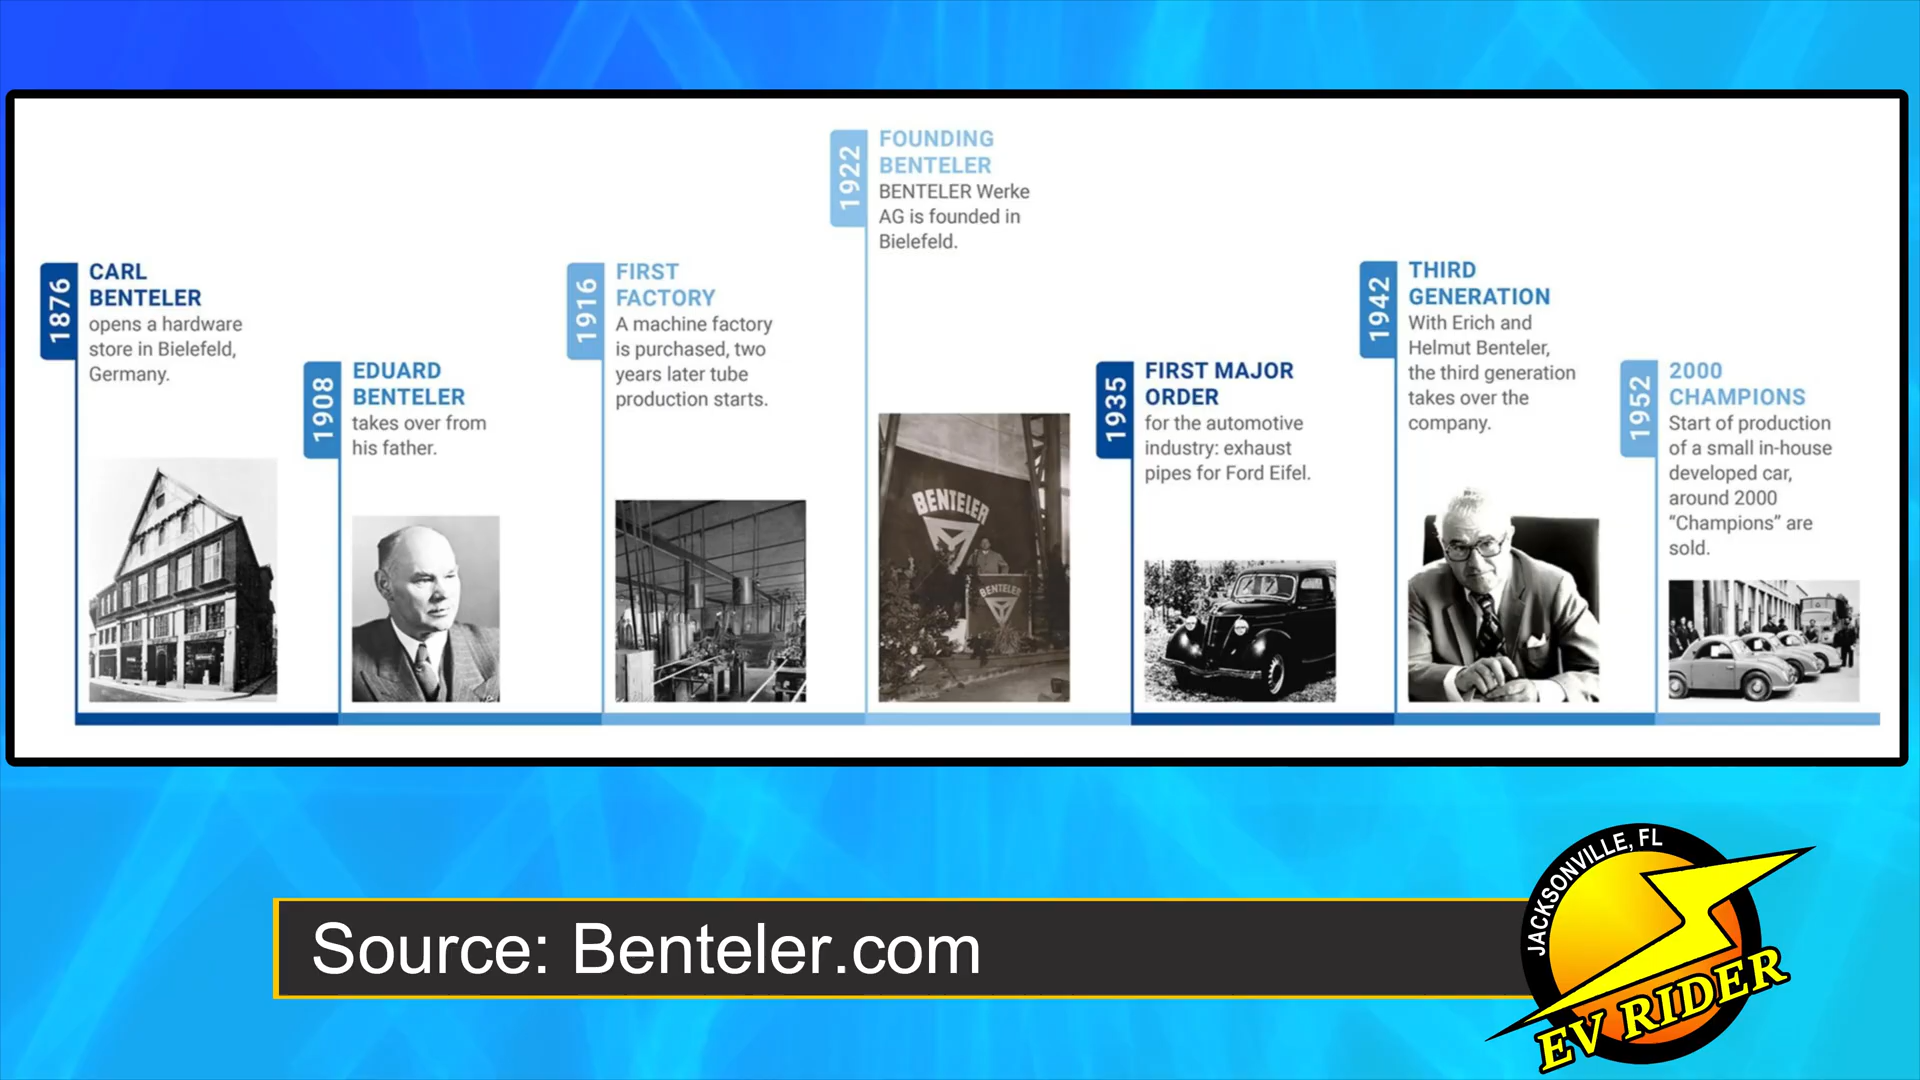 1876
CARL
BENTELER
opens a hardware
store in Bielefeld,
Germany.
1908
EDUARD
BENTELER
takes over from
his father.
1916
FIRST
FACTORY
A machine factory
is purchased, two
years later tube
production starts.
1922
FOUNDING
BENTELER
BENTELER Werke
AG is founded in
Bielefeld.
BENTELER
BENTELER
1935
FIRST MAJOR
ORDER
for the automotive
industry: exhaust
pipes for Ford Eifel.
1942
THIRD
GENERATION
With Erich and
Helmut Benteler,
the third generation
takes over the
company.
1952
2000
CHAMPIONS
Start of production
of a small in-house
developed car,
around 2000
“Champions” are
sold.
Source: Benteler.com
JACKSONVILLE, FL
EV RIDER